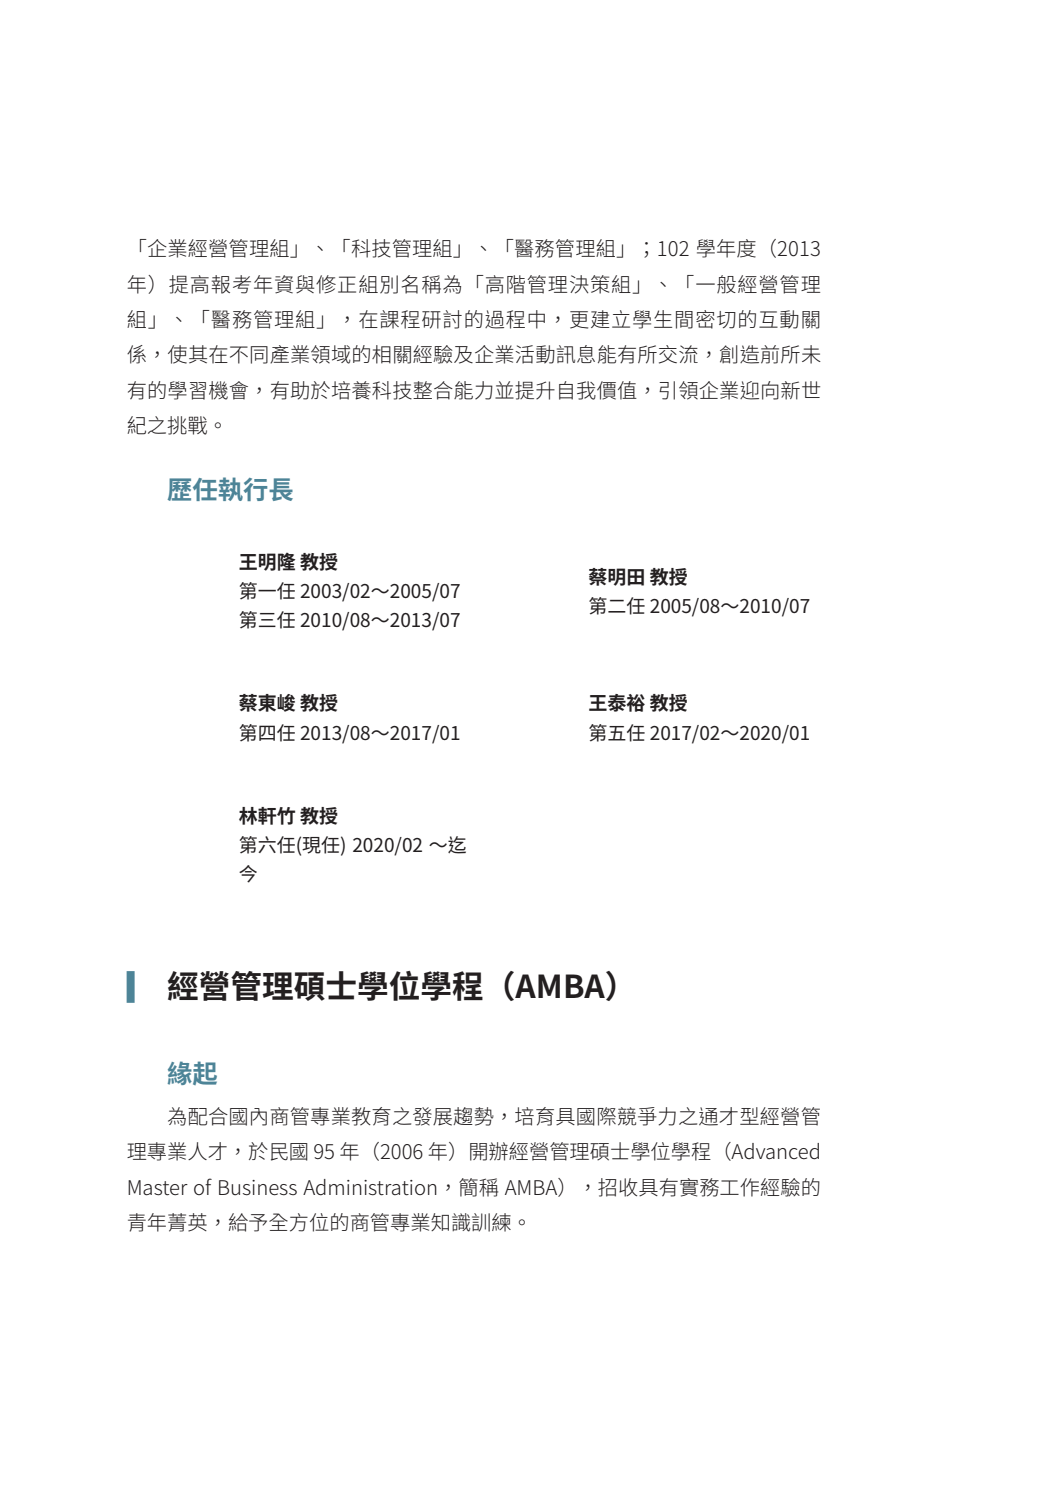 「企業經營管理組」、「科技管理組」、「醫務管理組」；102 學年度（2013
年）提高報考年資與修正組別名稱為「高階管理決策組」、「一般經營管理
組」、「醫務管理組」，在課程研討的過程中，更建立學生間密切的互動關
係，使其在不同產業領域的相關經驗及企業活動訊息能有所交流，創造前所未
有的學習機會，有助於培養科技整合能力並提升自我價值，引領企業迎向新世
紀之挑戰。
歷任執行長
王明隆 教授
第一任 2003/02～2005/07
第三任 2010/08～2013/07
蔡明田 教授
第二任 2005/08～2010/07
蔡東峻 教授
第四任 2013/08～2017/01
王泰裕 教授
第五任 2017/02～2020/01
林軒竹 教授
第六任(現任) 2020/02 ～迄
今
經營管理碩士學位學程（AMBA）
緣起
為配合國內商管專業教育之發展趨勢，培育具國際競爭力之通才型經營管
理專業人才，於民國 95 年（2006 年）開辦經營管理碩士學位學程（Advanced
Master of Business Administration，簡稱 AMBA），招收具有實務工作經驗的
青年菁英，給予全方位的商管專業知識訓練。